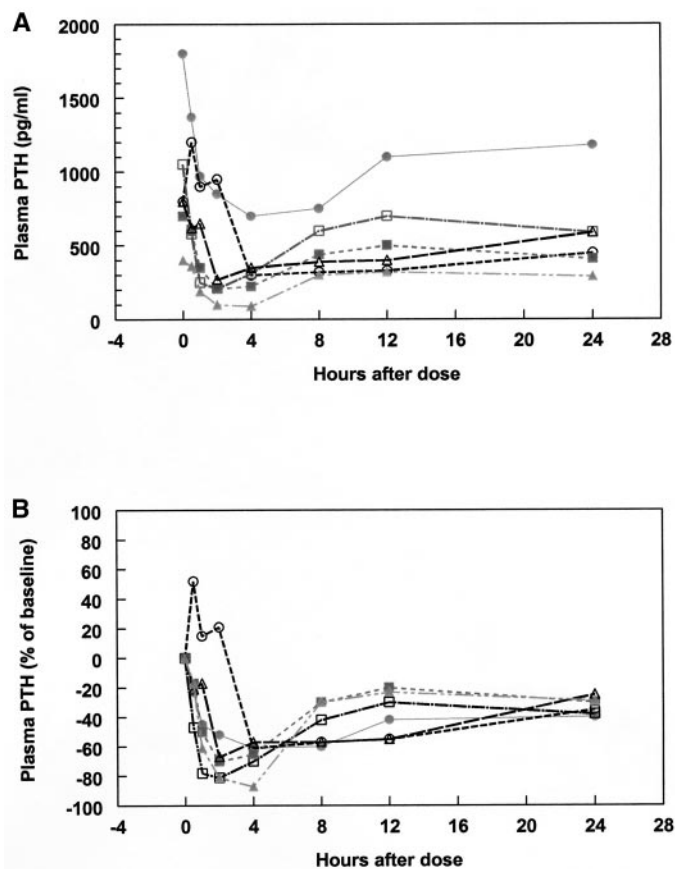 A
2000
1500
1000
500
0
Plasma PTH (pg/ml)
-4 0 4 8 12 16 20 24 28
Hours after dose
B
100
80
60
40
20
0
-20
-40
-60
-80
-100
Plasma PTH (% of baseline)
-4 0 4 8 12 16 20 24 28
Hours after dose